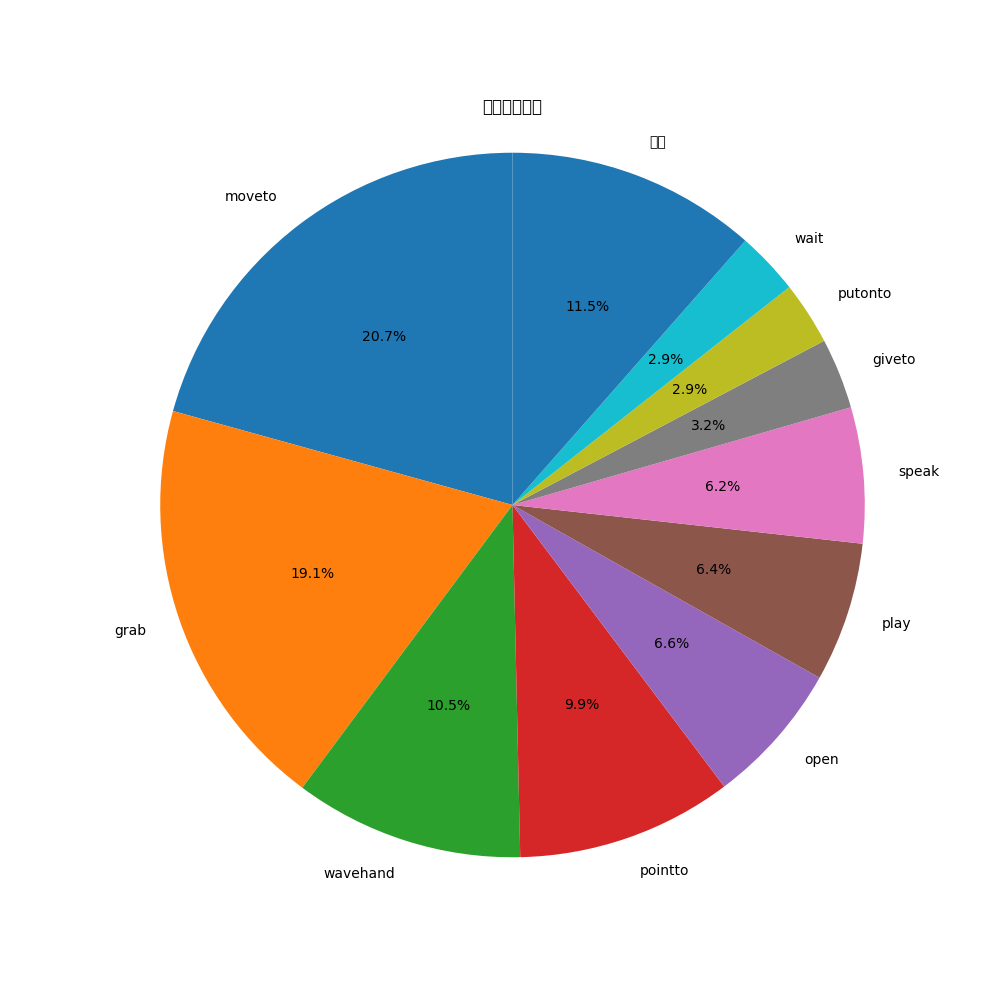 moveto
20.7%
grab
19.1%
wavehand
10.5%
pointto
9.9%
open
6.6%
play
6.4%
speak
6.2%
giveto
3.2%
putonto
2.9%
wait
2.9%
11.5%